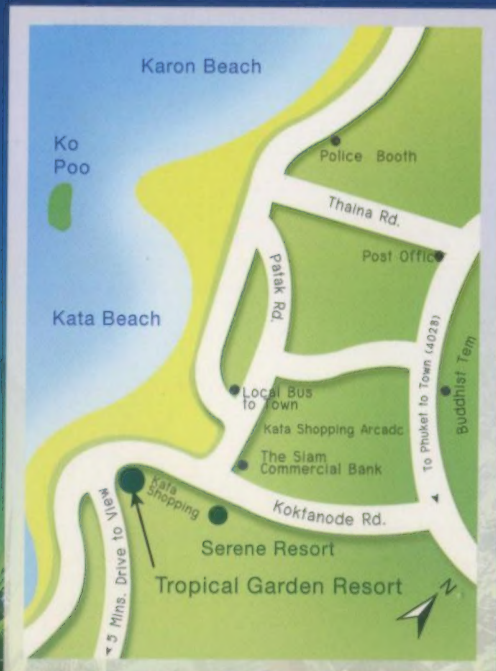 Karon Beach
Ko
Poo
Police Booth
Thaina Rd.
Post Offic
Patak Rd.
Kata Beach
To Phuket to Town (4028)
Buddhist Tem
Local Bus
to Town
Kata Shopping Arcade
The Siam
Commercial Bank
Kata
Shopping
Koktanode Rd.
Serene Resort
5 Mins. Drive to View
Tropical Garden Resort
N